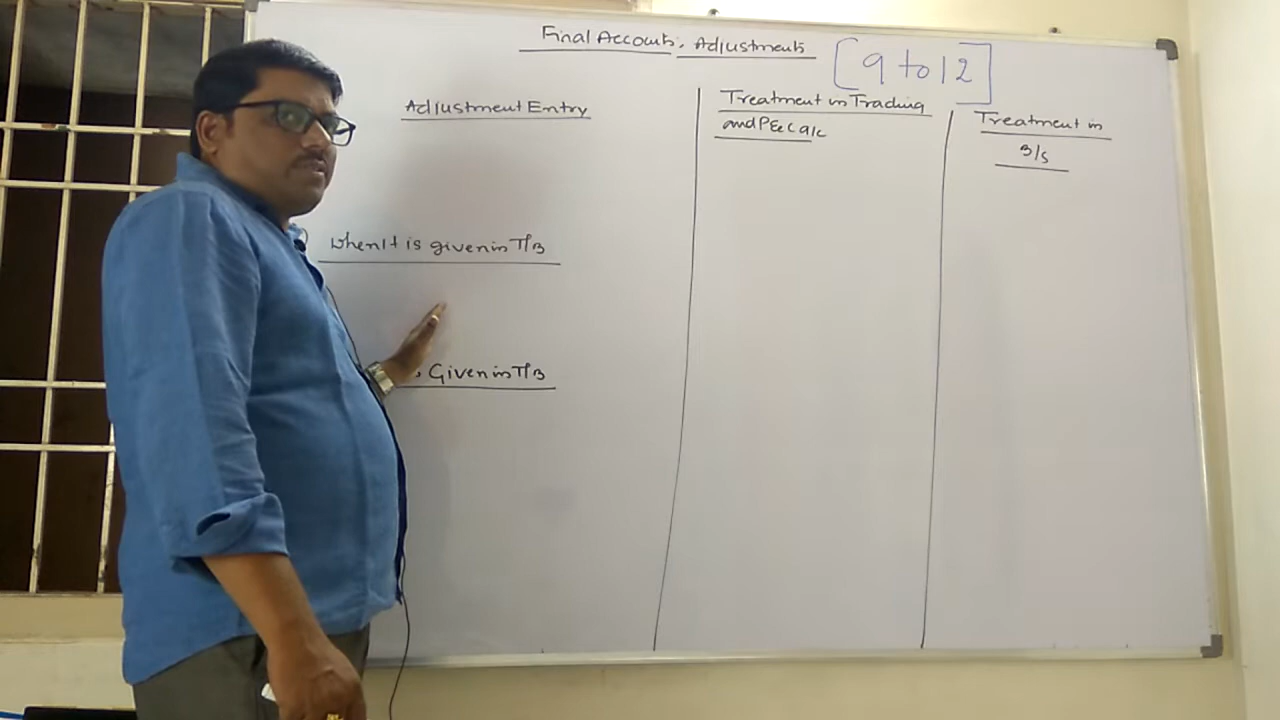 Final Accounts, Adjustments [9 to 12]
Adjustment Entry
Treatment in Trading
and P&L a/c
Treatment in
B/S
When It is given in T/B
Given in T/B